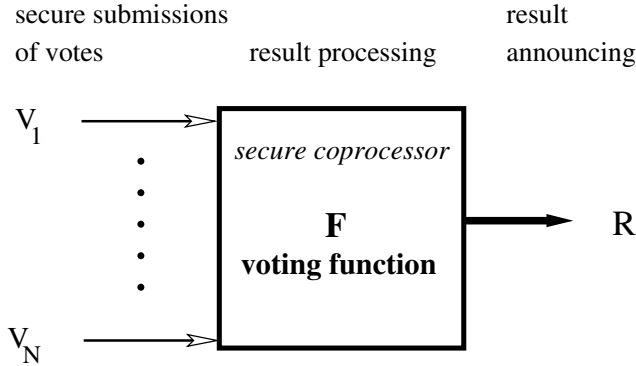 secure submissions
of votes
result processing
result
announcing
V1
secure coprocessor
F
voting function
R
VN